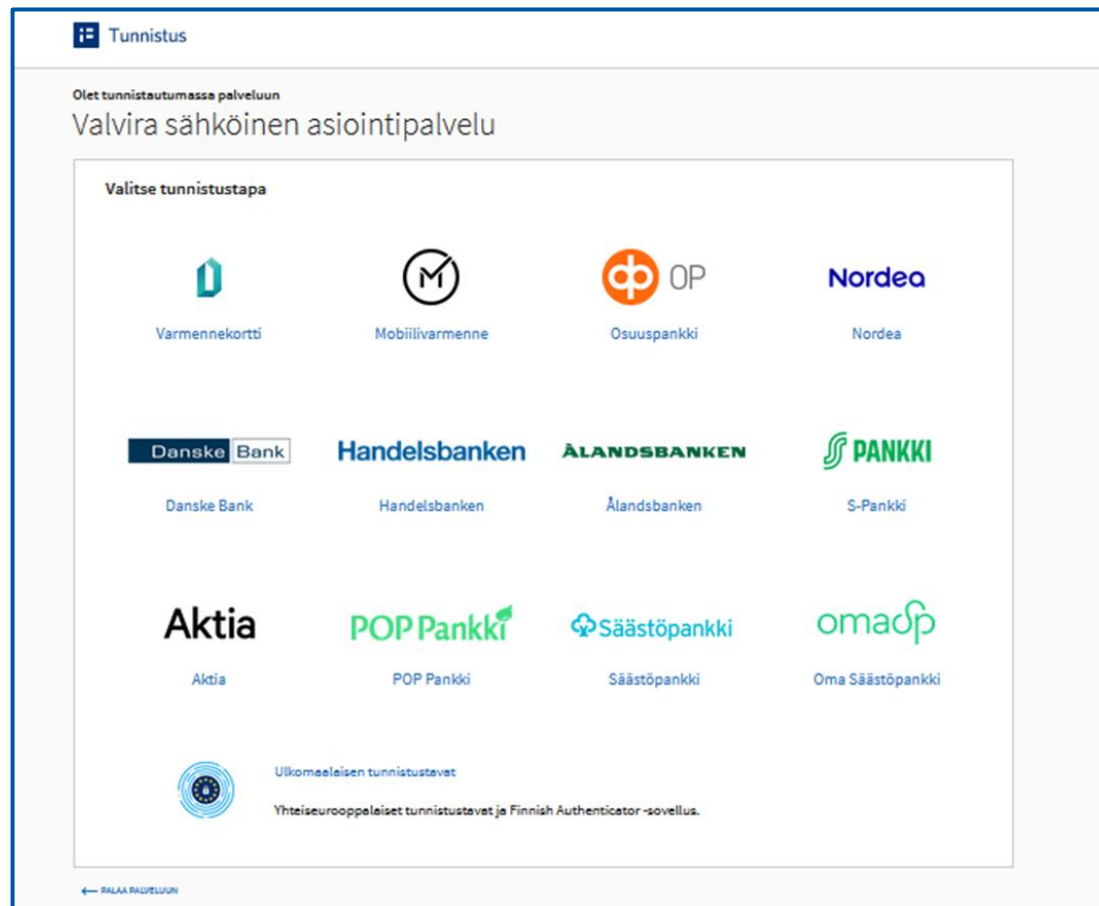 Tunnistus
Olet tunnistautumassa palveluun
Valvira sähköinen asiointipalvelu
Valitse tunnistustapa
OP
Nordea
Varmennekortti
Mobiilivarmenne
Osuuspankki
Nordea
Danske Bank
Handelsbanken
ÅLANDSBANKEN
S PANKKI
Danske Bank
Handelsbanken
Ålandsbanken
S-Pankki
Aktia
POP Pankki
Säästöpankki
omasp
Aktia
POP Pankki
Säästöpankki
Oma Säästöpankki
Ulkomaalaisen tunnistustavat
Yhteiseurooppalaiset tunnistustavat ja Finnish Authenticator -sovellus.
← PALAA PALVELUUN